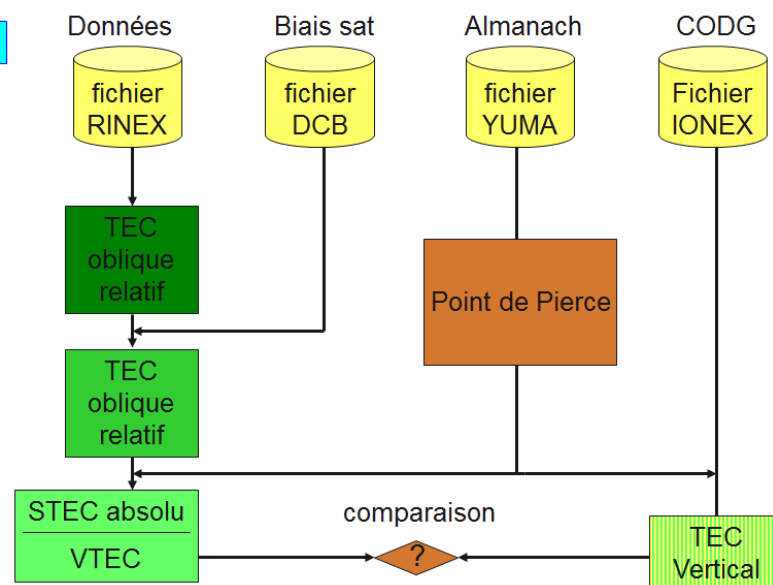 Données
Biais sat
Almanach
CODG
fichier
RINEX
fichier
DCB
fichier
YUMA
Fichier
IONEX
TEC
oblique
relatif
Point de Pierce
TEC
oblique
relatif
STEC absolu
VTEC
comparaison
?
TEC
Vertical